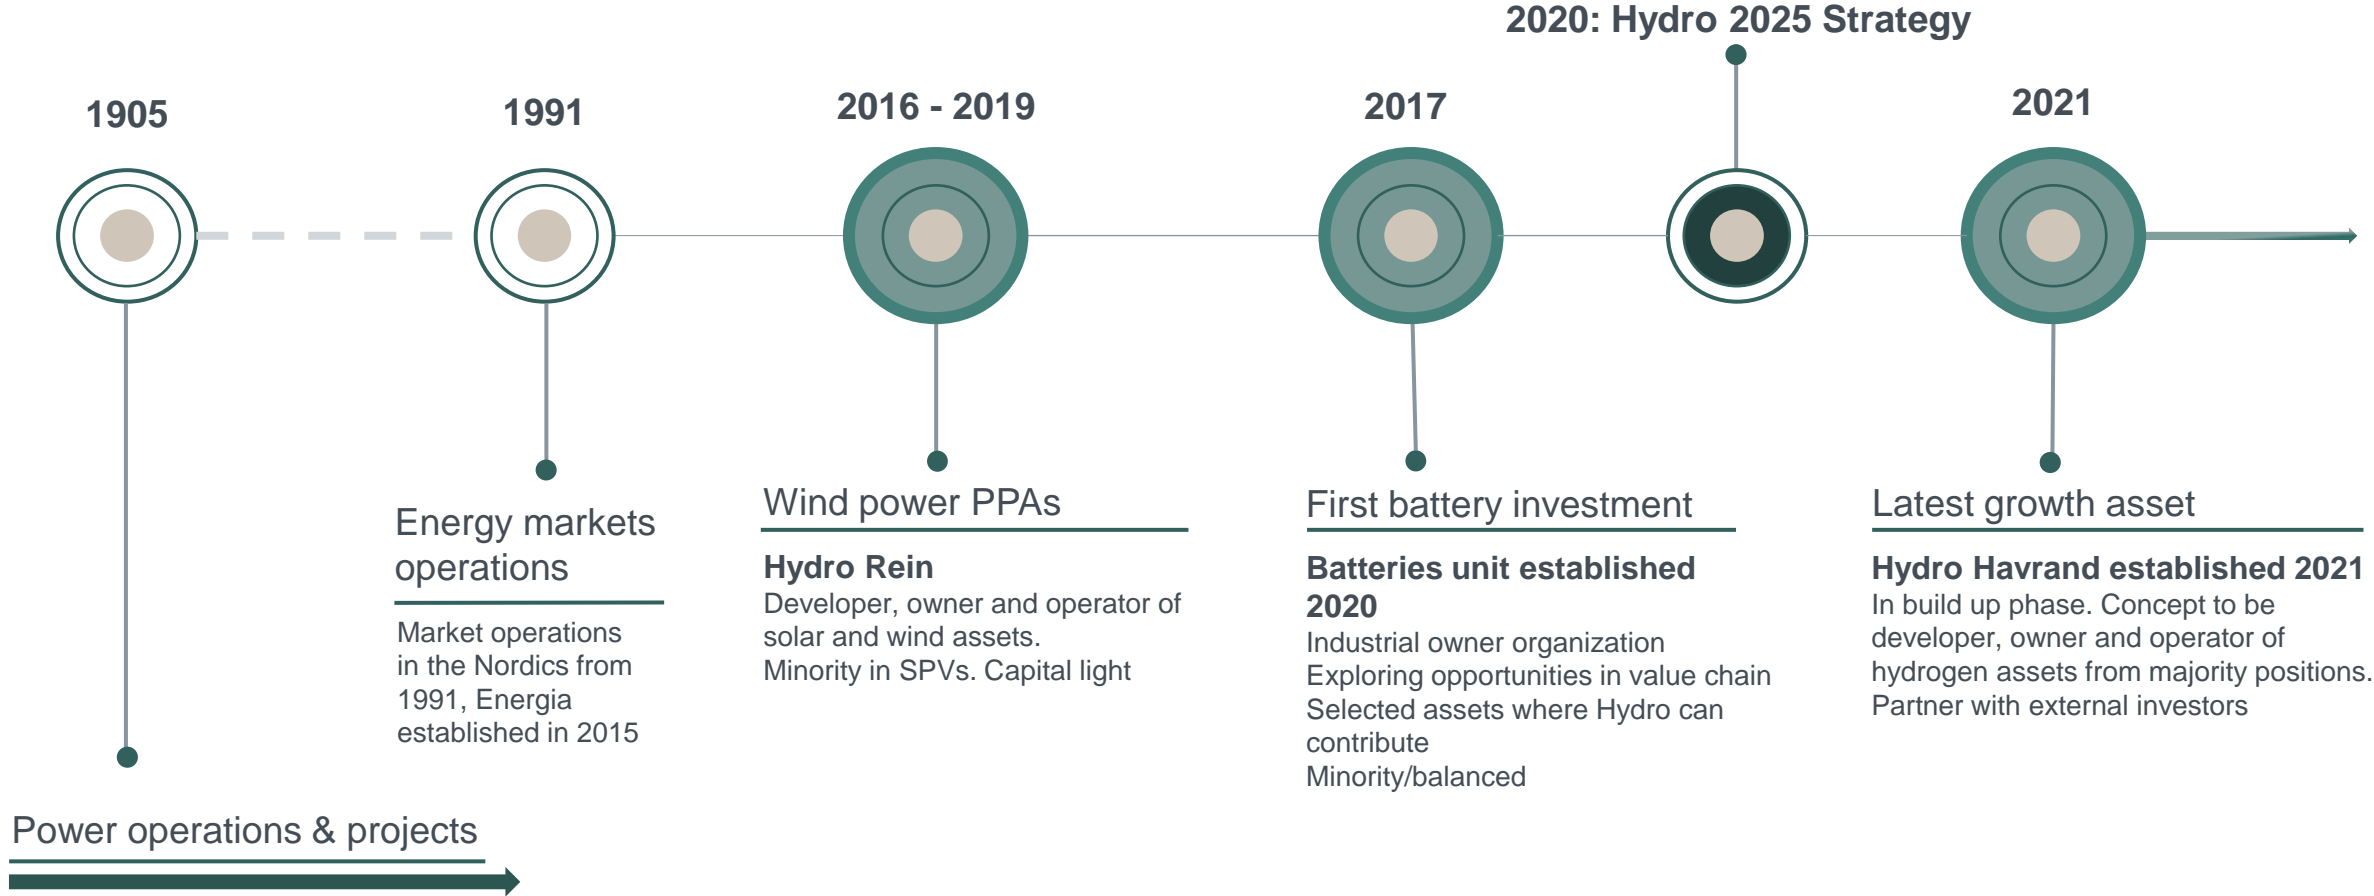 2020: Hydro 2025 Strategy
1905
1991
2016 - 2019
2017
2021
Energy markets
operations
Market operations
in the Nordics from
1991, Energia
established in 2015
Wind power PPAs
Hydro Rein
Developer, owner and operator of
solar and wind assets.
Minority in SPVs. Capital light
First battery investment
Batteries unit established
2020
Industrial owner organization
Exploring opportunities in value chain
Selected assets where Hydro can
contribute
Minority/balanced
Latest growth asset
Hydro Havrand established 2021
In build up phase. Concept to be
developer, owner and operator of
hydrogen assets from majority positions.
Partner with external investors
Power operations & projects